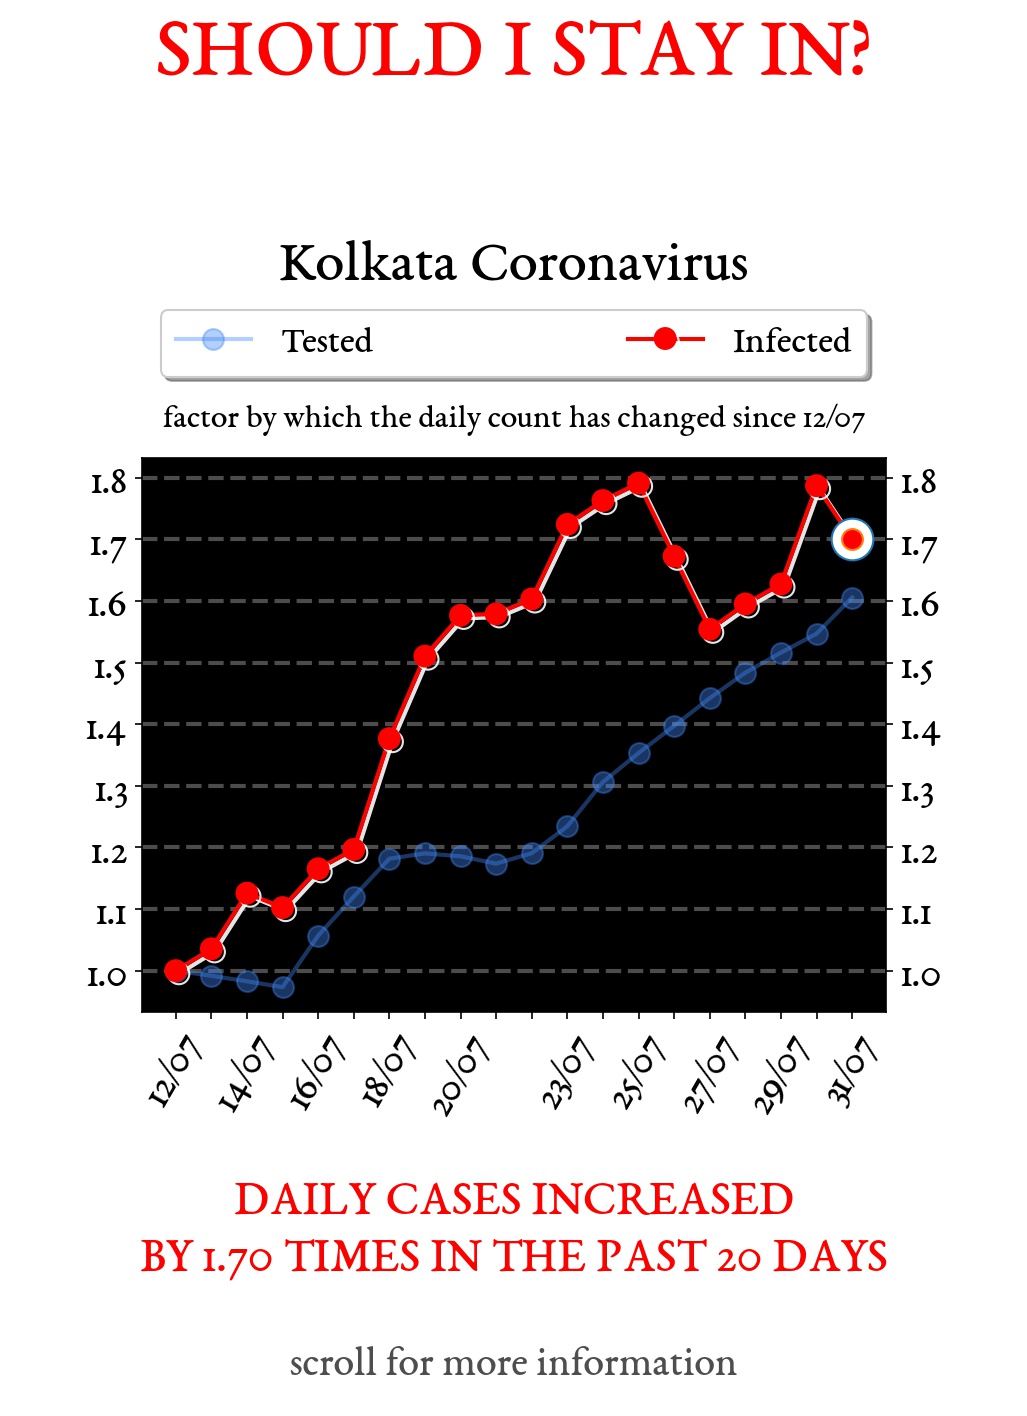 SHOULD I STAY IN?
Kolkata Coronavirus
Tested Infected
factor by which the daily count has changed since 12/07
1.8 1.8
1.7 1.7
1.6 1.6
1.5 1.5
1.4 1.4
1.3 1.3
1.2 1.2
1.1 1.1
1.0 1.0
12/07 14/07 16/07 18/07 20/07 23/07 25/07 27/07 29/07 31/07
DAILY CASES INCREASED
BY 1.70 TIMES IN THE PAST 20 DAYS
scroll for more information